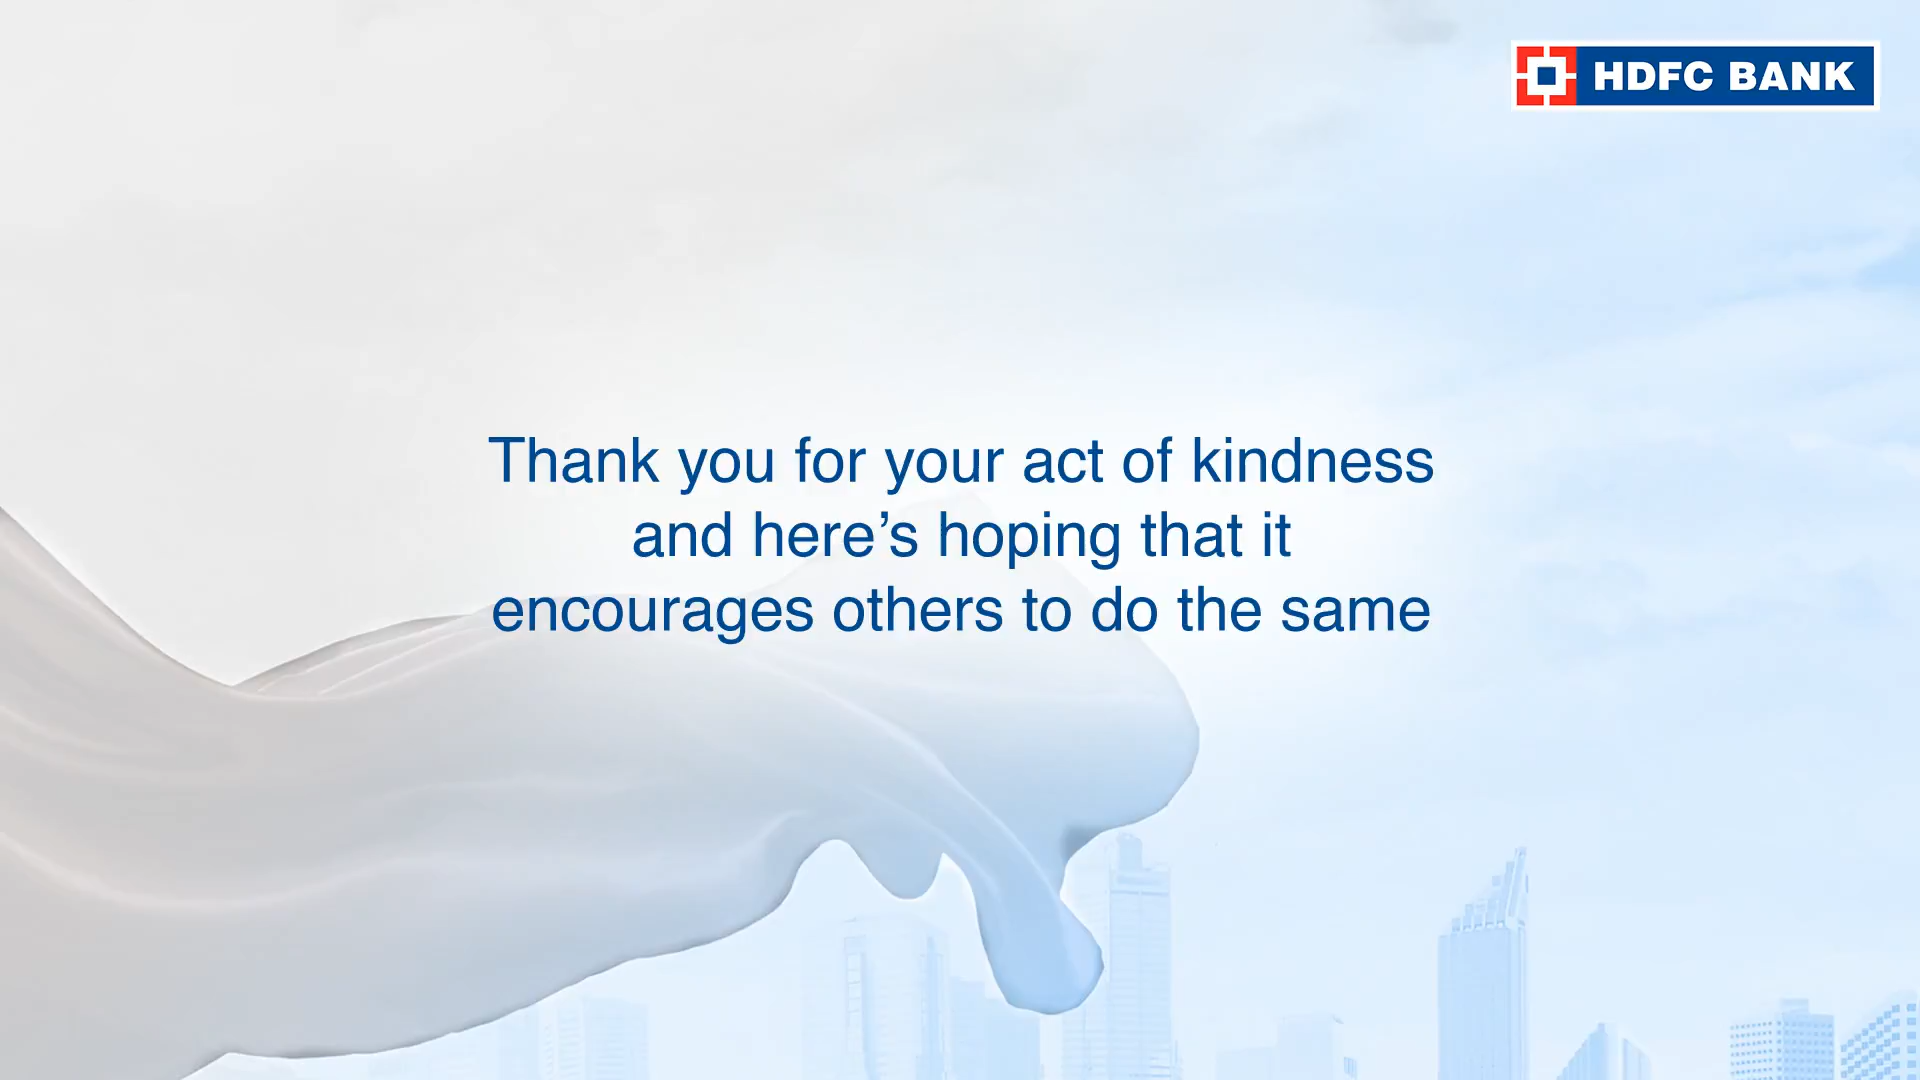 HDFC BANK
Thank you for your act of kindness
and here’s hoping that it
encourages others to do the same